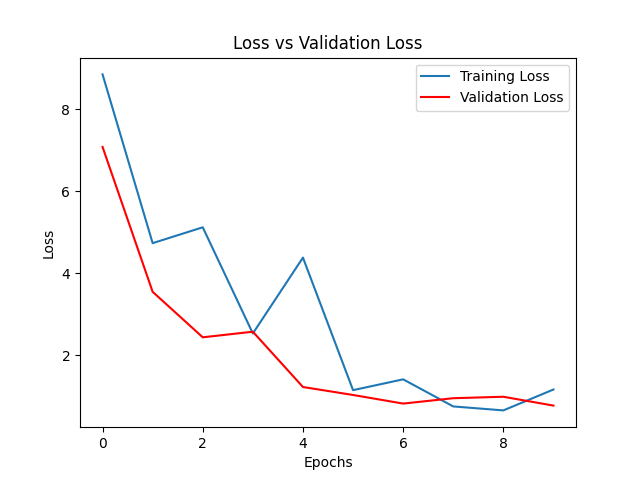 Loss vs Validation Loss
Training Loss
Validation Loss
8
6
4
2
Loss
0 2 4 6 8
Epochs